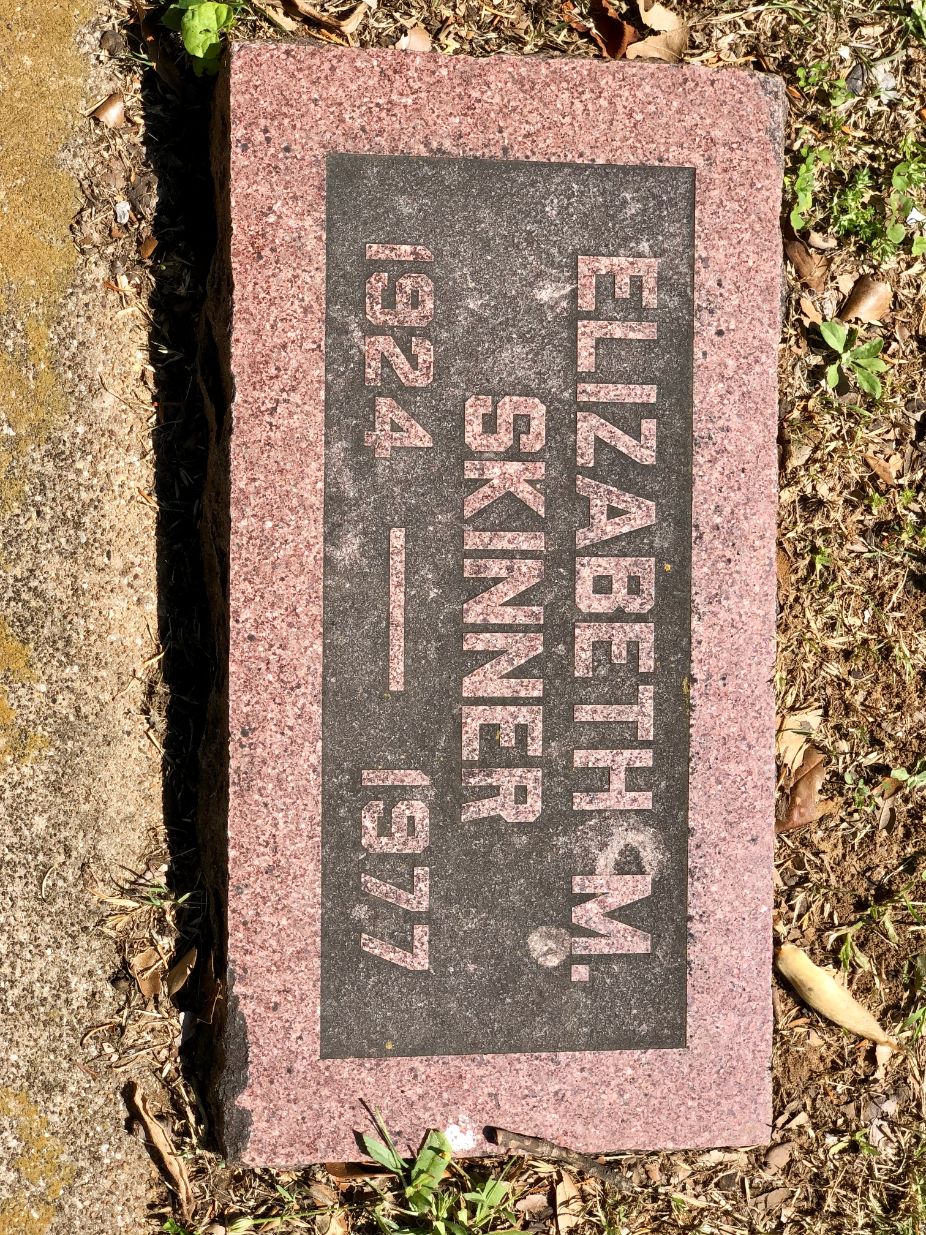 ELIZABETH M.
SKINNER
1924 — 1977